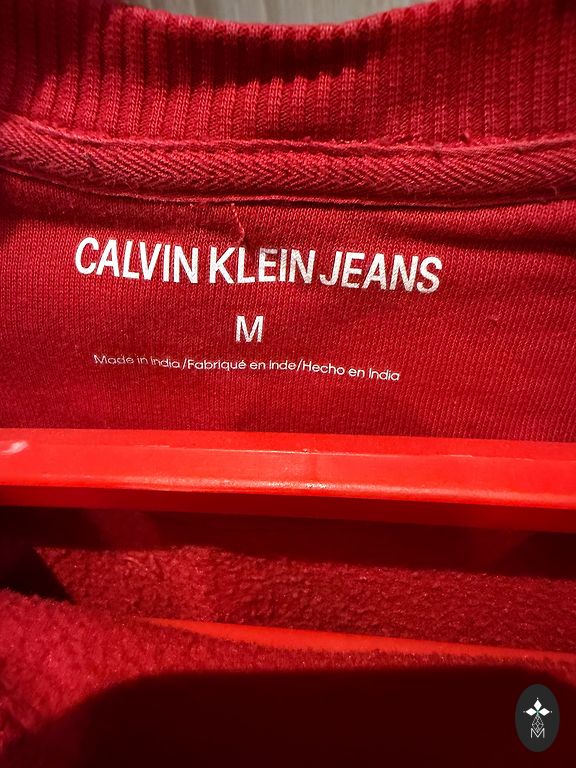 CALVIN KLEIN JEANS
M
Made in India/Fabriqué en Inde/Hecho en India
M